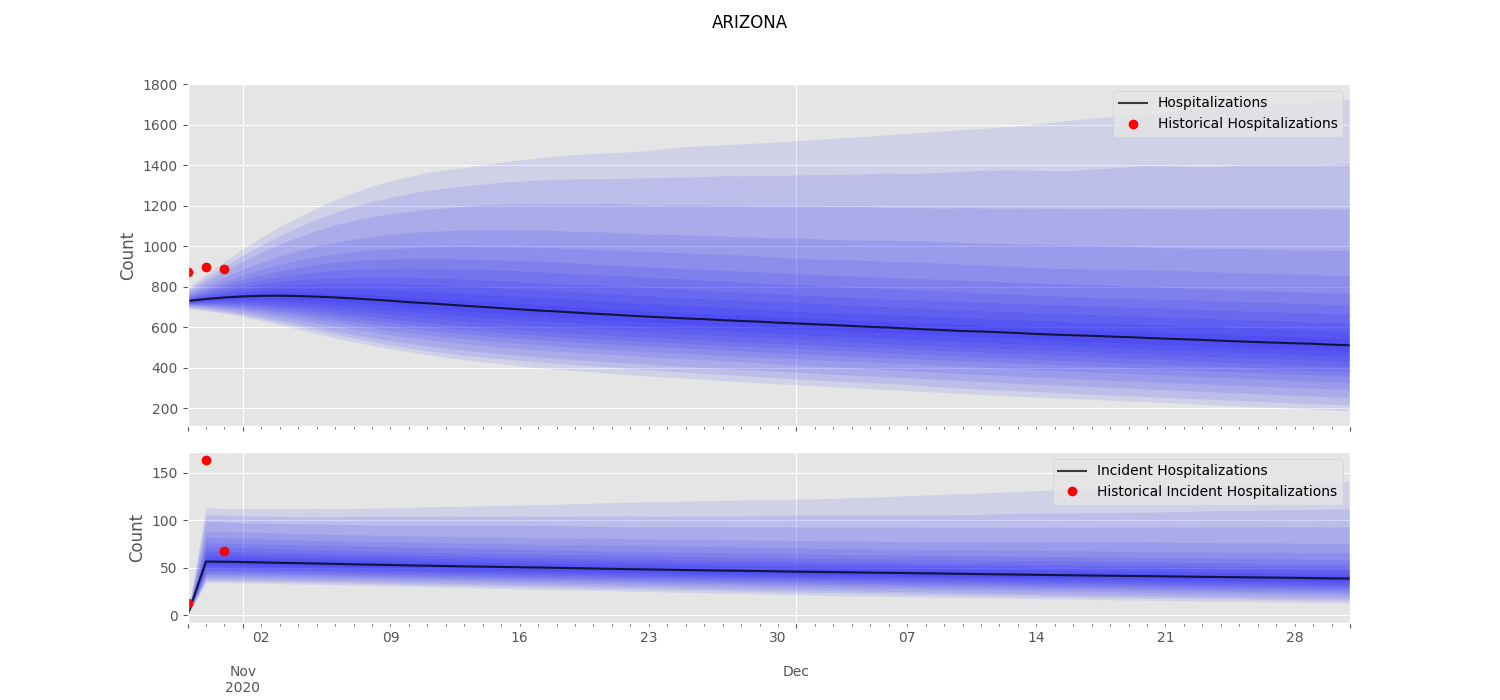 ARIZONA
1800
1600
1400
1200
1000
800
600
400
200
Count
Hospitalizations
Historical Hospitalizations
150
100
50
0
Count
Incident Hospitalizations
Historical Incident Hospitalizations
02 09 16 23 30 07 14 21 28
Nov Dec
2020